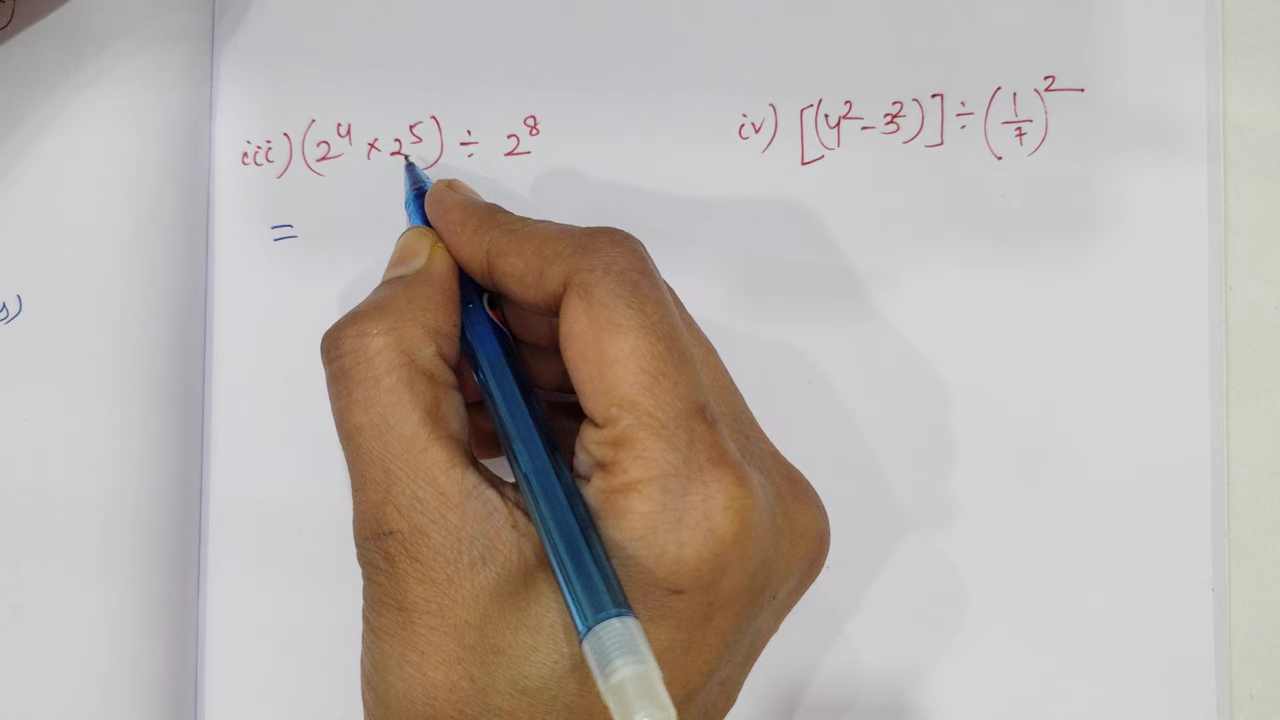 iii) (2⁴ × 2⁵) ÷ 2⁸
=
iv) [(4² - 3²)] ÷ (1/7)²